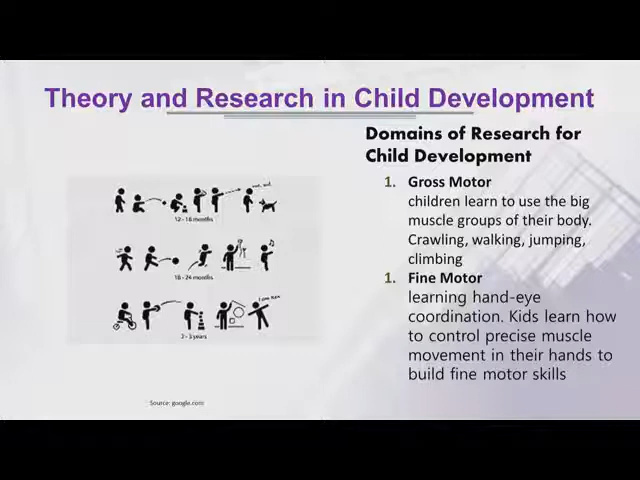 Theory and Research in Child Development
Domains of Research for
Child Development
1. Gross Motor
children learn to use the big
muscle groups of their body.
Crawling, walking, jumping,
climbing
1. Fine Motor
learning hand-eye
coordination. Kids learn how
to control precise muscle
movement in their hands to
build fine motor skills
12 - 18 months
18 - 24 months
2 - 3 years
Source: google.com